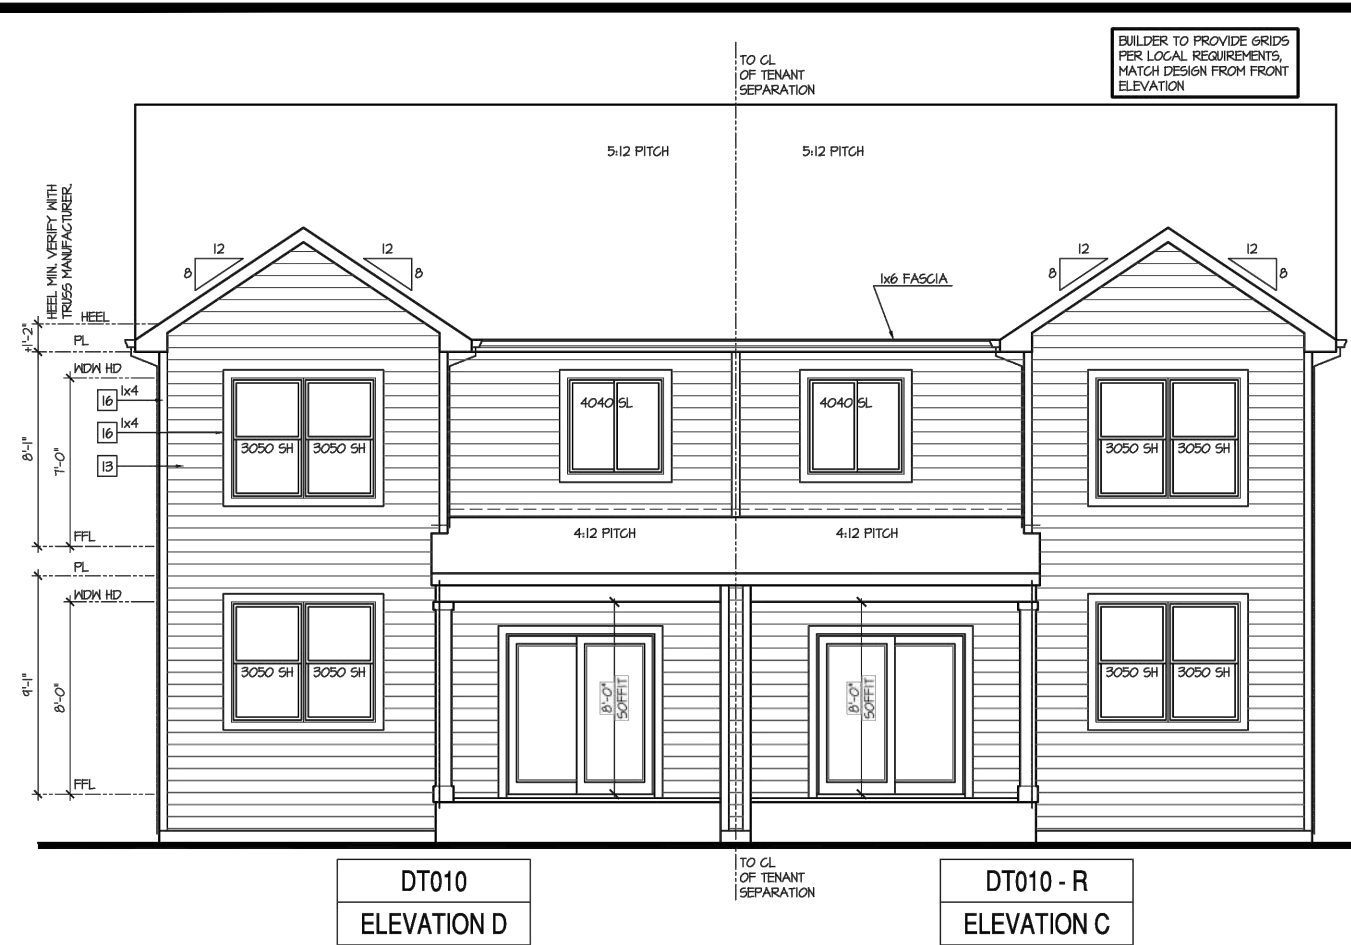 BUILDER TO PROVIDE GRIDS
PER LOCAL REQUIREMENTS,
MATCH DESIGN FROM FRONT
ELEVATION
TO CL
OF TENANT
SEPARATION
5:12 PITCH
5:12 PITCH
HEEL MIN. VERIFY WITH
TRUSS MANUFACTURER.
12
8
12
8
12
8
12
8
1x6 FASCIA
HEEL
±1'-2"
PL
WDW HD
16
1x4
16
1x4
13
8'-1"
7'-0"
3050 SH
3050 SH
4040 SL
4040 SL
3050 SH
3050 SH
FFL
4:12 PITCH
4:12 PITCH
PL
WDW HD
9'-1"
8'-0"
3050 SH
3050 SH
8'-0"
SOFFIT
8'-0"
SOFFIT
3050 SH
3050 SH
FFL
TO CL
OF TENANT
SEPARATION
DT010
ELEVATION D
DT010 - R
ELEVATION C